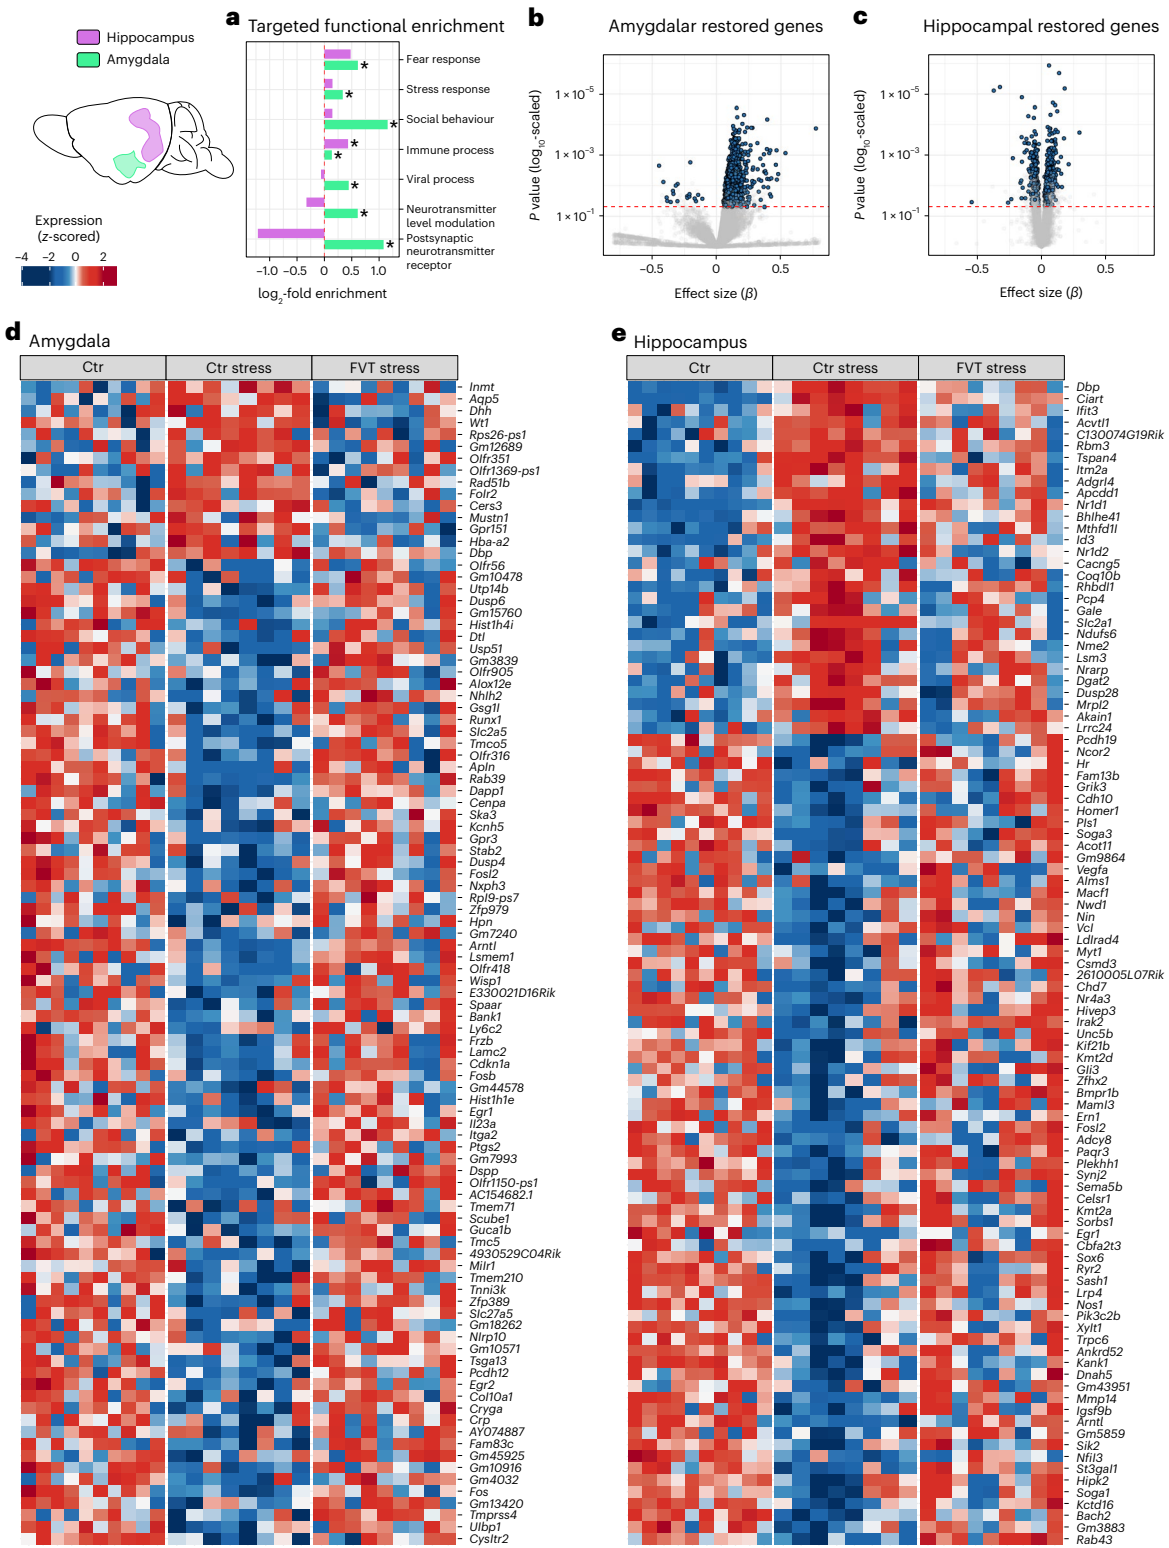 Hippocampus
Amygdala
Expression
(z-scored)
−4 −2 0 2
a Targeted functional enrichment
Fear response
Stress response
Social behaviour
Immune process
Viral process
Neurotransmitter
level modulation
Postsynaptic
neurotransmitter
receptor
* * * * * * * *
−1.0 −0.5 0 0.5 1.0
log2-fold enrichment
b Amygdalar restored genes
P value (log10-scaled)
1 × 10−5
1 × 10−3
1 × 10−1
−0.5 0 0.5
Effect size (β)
c Hippocampal restored genes
P value (log10-scaled)
1 × 10−5
1 × 10−3
1 × 10−1
−0.5 0 0.5
Effect size (β)
d Amygdala
Ctr Ctr stress FVT stress
Inmt
Aqp5
Dhh
Wt1
Rps26-ps1
Gm12689
Olfr351
Olfr1369-ps1
Rad51b
Folr2
Cers3
Mustn1
Gpr151
Hba-a2
Dbp
Olfr56
Gm10478
Utp14b
Dusp6
Gm15760
Hist1h4i
Dtl
Usp51
Gm3839
Olfr905
Alox12e
Nhlh2
Gsg1l
Runx1
Slc2a5
Tmco5
Olfr316
Apln
Rab39
Dapp1
Cenpa
Ska3
Kcnh5
Gpr3
Stab2
Dusp4
Fosl2
Nxph3
Rpl9-ps7
Zfp979
Hpn
Gm7240
Arntl
Lsmem1
Olfr418
Wisp1
E330021D16Rik
Spaar
Bank1
Ly6c2
Frzb
Lamc2
Cdkn1a
Fosb
Gm44578
Hist1h1e
Egr1
Il23a
Itga2
Ptgs2
Gm7993
Dspp
Olfr1150-ps1
AC154682.1
Tmem71
Scube1
Guca1b
Tmc5
4930529C04Rik
Milr1
Tmem210
Tnni3k
Zfp389
Slc27a5
Gm18262
Nlrp10
Gm10571
Tsga13
Pcdh12
Egr2
Col10a1
Cryga
Crp
AY074887
Fam83c
Gm45925
Gm10916
Gm4032
Fos
Gm13420
Tmprss4
Ulbp1
Cysltr2
e Hippocampus
Ctr Ctr stress FVT stress
Dbp
Ciart
Ifit3
Acvtl1
C130074G19Rik
Rbm3
Tspan4
Itm2a
Adgrl4
Apcdd1
Nr1d1
Bhlhe41
Mthfd1l
Id3
Nr1d2
Cacng5
Coq10b
Rhbdl1
Pcp4
Gale
Slc2a1
Ndufs6
Nme2
Lsm3
Nrarp
Dgat2
Dusp28
Mrpl2
Akain1
Lrrc24
Pcdh19
Ncor2
Hr
Fam13b
Grik3
Cdh10
Homer1
Pls1
Soga3
Acot11
Gm9864
Vegfa
Alms1
Macf1
Nwd1
Nin
Vcl
Ldlrad4
Myt1
Csmd3
2610005L07Rik
Chd7
Nr4a3
Hivep3
Irak2
Unc5b
Kif21b
Kmt2d
Gli3
Zfhx2
Bmpr1b
Maml3
Ern1
Fosl2
Adcy8
Paqr3
Plekhh1
Synj2
Sema5b
Celsr1
Kmt2a
Sorbs1
Egr1
Cbfa2t3
Sox6
Ryr2
Sash1
Lrp4
Nos1
Pik3c2b
Xylt1
Trpc6
Ankrd52
Kank1
Dnah5
Gm43951
Mmp14
Igsf9b
Arntl
Gm5859
Sik2
Nfil3
St3gal1
Hipk2
Soga1
Kctd16
Bach2
Gm3883
Rab43